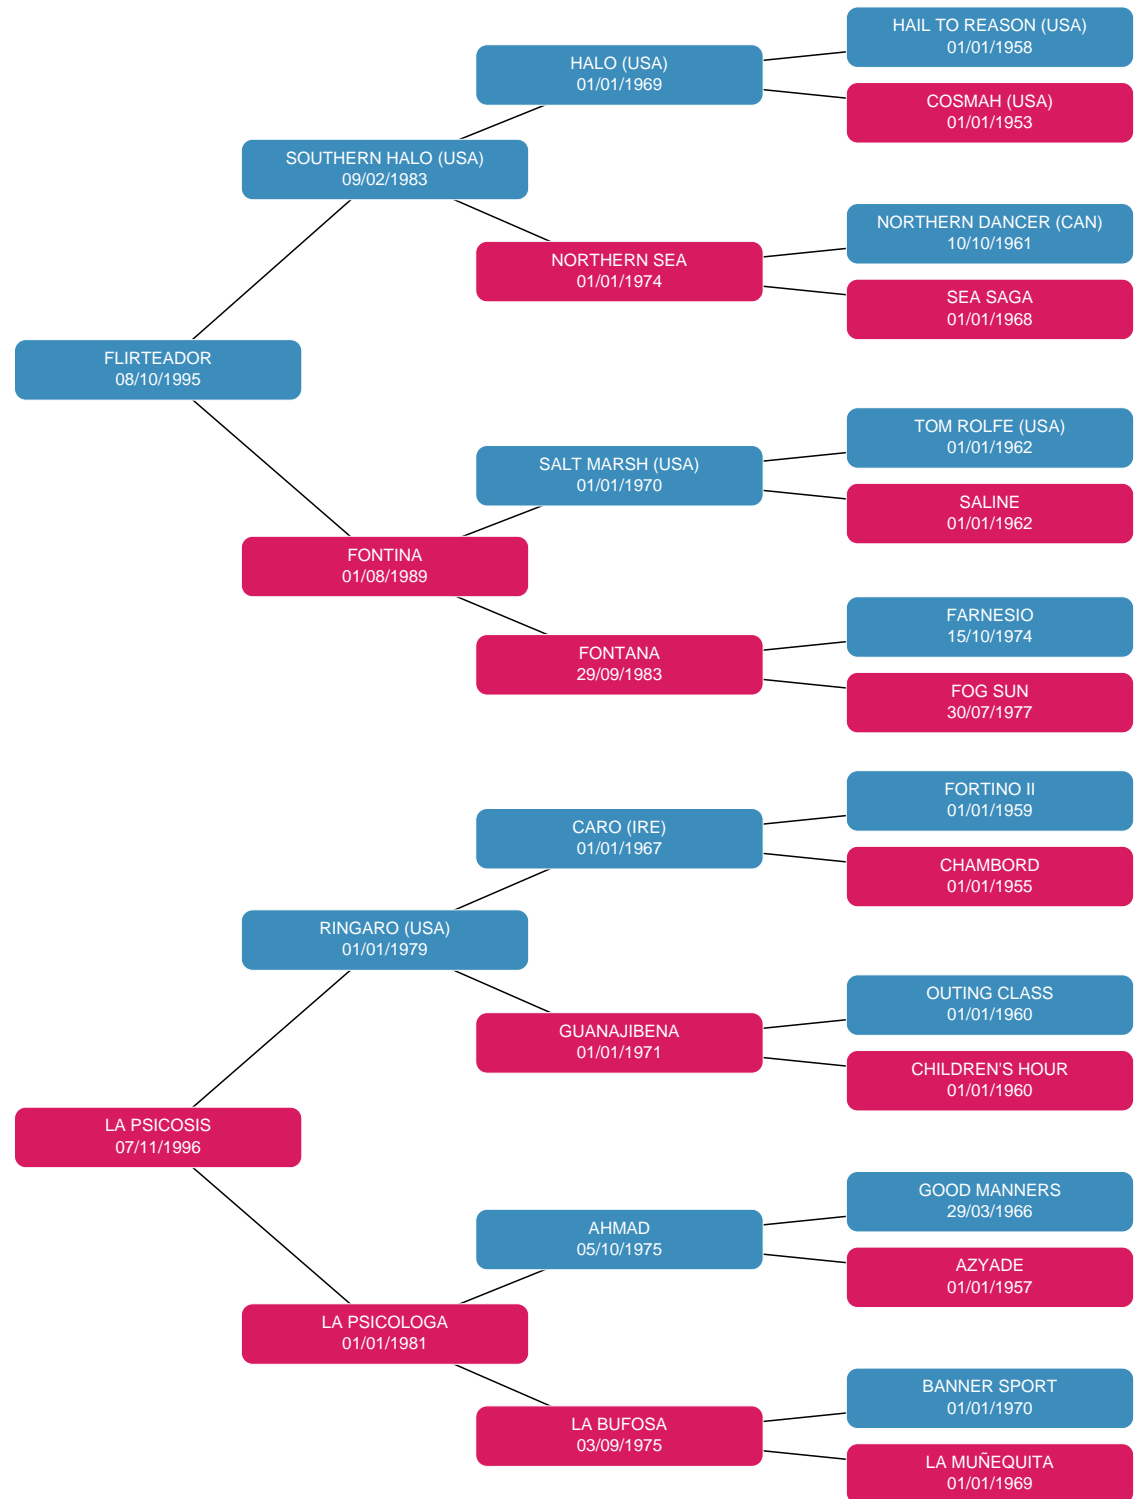 HAIL TO REASON (USA)
01/01/1958
HALO (USA)
01/01/1969
COSMAH (USA)
01/01/1953
SOUTHERN HALO (USA)
09/02/1983
NORTHERN DANCER (CAN)
10/10/1961
NORTHERN SEA
01/01/1974
SEA SAGA
01/01/1968
FLIRTEADOR
08/10/1995
TOM ROLFE (USA)
01/01/1962
SALT MARSH (USA)
01/01/1970
SALINE
01/01/1962
FONTINA
01/08/1989
FARNESIO
15/10/1974
FONTANA
29/09/1983
FOG SUN
30/07/1977
FORTINO II
01/01/1959
CARO (IRE)
01/01/1967
CHAMBORD
01/01/1955
RINGARO (USA)
01/01/1979
OUTING CLASS
01/01/1960
GUANAJIBENA
01/01/1971
CHILDREN'S HOUR
01/01/1960
LA PSICOSIS
07/11/1996
GOOD MANNERS
29/03/1966
AHMAD
05/10/1975
AZYADE
01/01/1957
LA PSICOLOGA
01/01/1981
BANNER SPORT
01/01/1970
LA BUFOSA
03/09/1975
LA MUÑEQUITA
01/01/1969